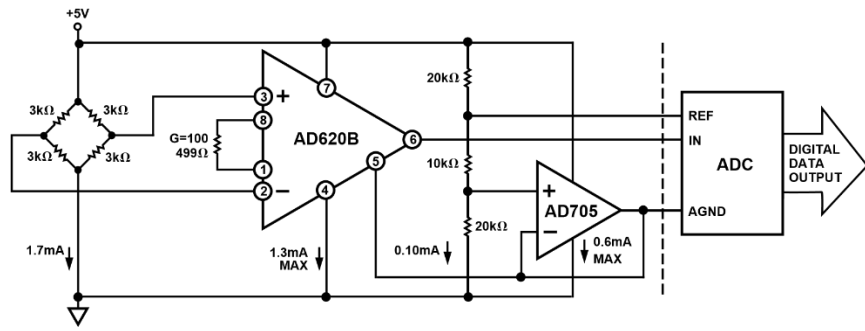 +5V
3kΩ
3kΩ
3kΩ
3kΩ
1.7mA
G=100
499Ω
3
8
1
2
+
−
AD620B
7
6
5
4
1.3mA
MAX
20kΩ
10kΩ
20kΩ
0.10mA
+
−
AD705
0.6mA
MAX
REF
IN
ADC
AGND
DIGITAL
DATA
OUTPUT